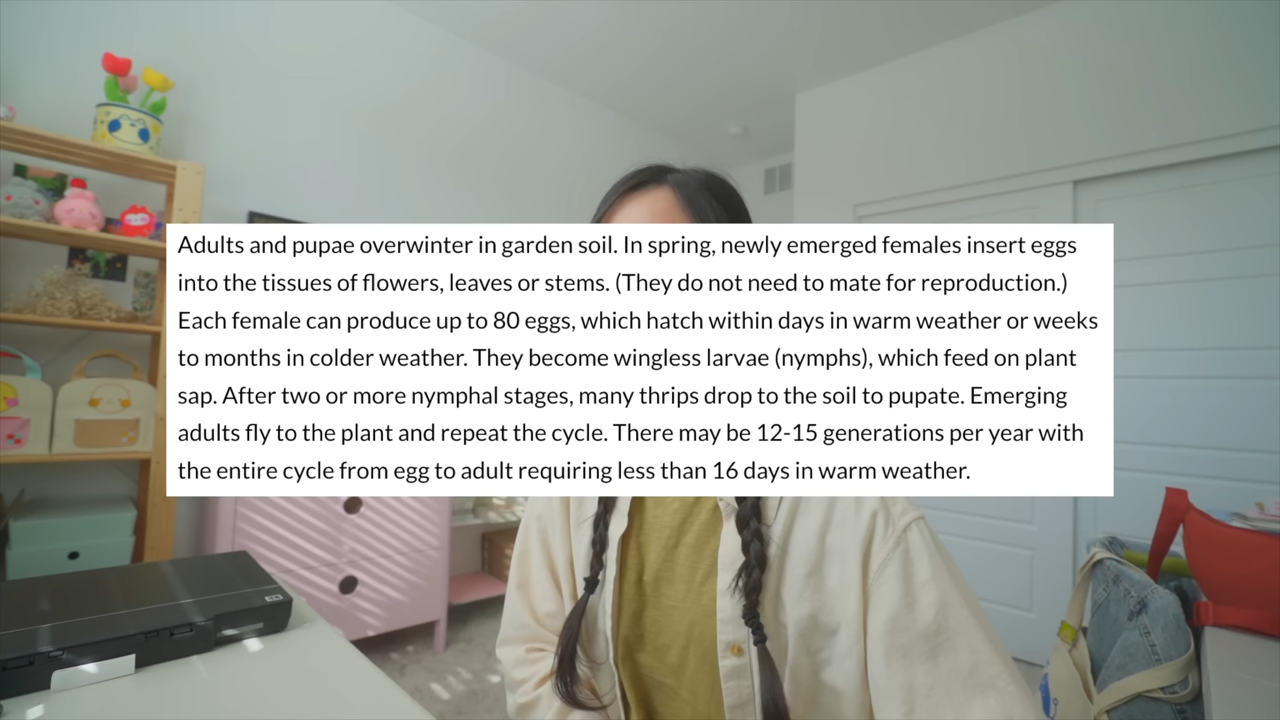 Adults and pupae overwinter in garden soil. In spring, newly emerged females insert eggs
into the tissues of flowers, leaves or stems. (They do not need to mate for reproduction.)
Each female can produce up to 80 eggs, which hatch within days in warm weather or weeks
to months in colder weather. They become wingless larvae (nymphs), which feed on plant
sap. After two or more nymphal stages, many thrips drop to the soil to pupate. Emerging
adults fly to the plant and repeat the cycle. There may be 12-15 generations per year with
the entire cycle from egg to adult requiring less than 16 days in warm weather.